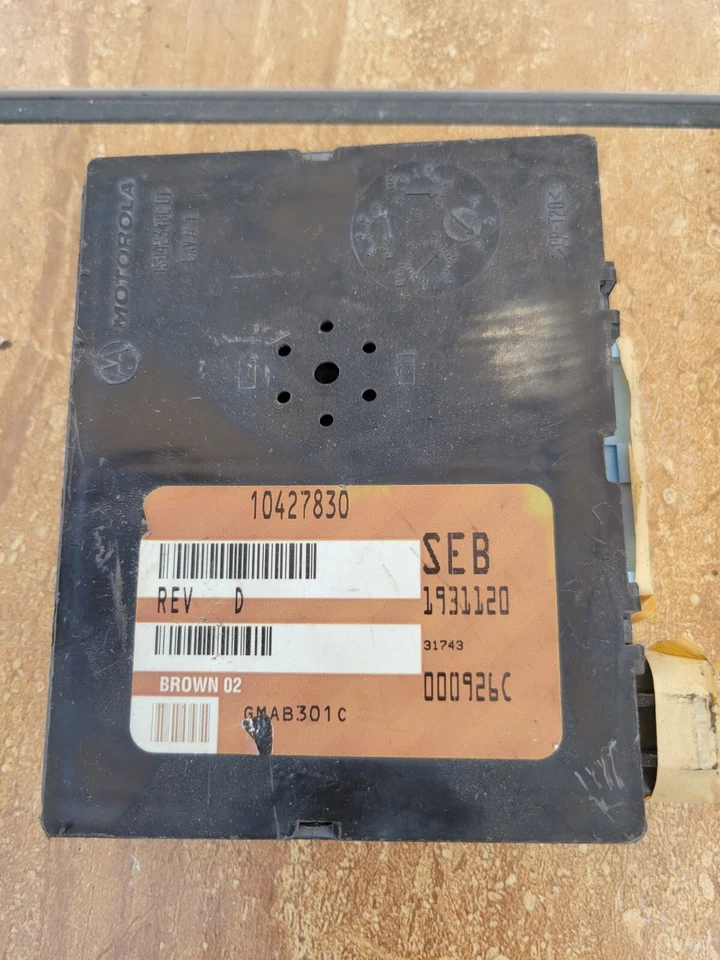 MOTOROLA
10427830
SEB
REV D
1931120
31743
BROWN 02
000926C
GMAB301C